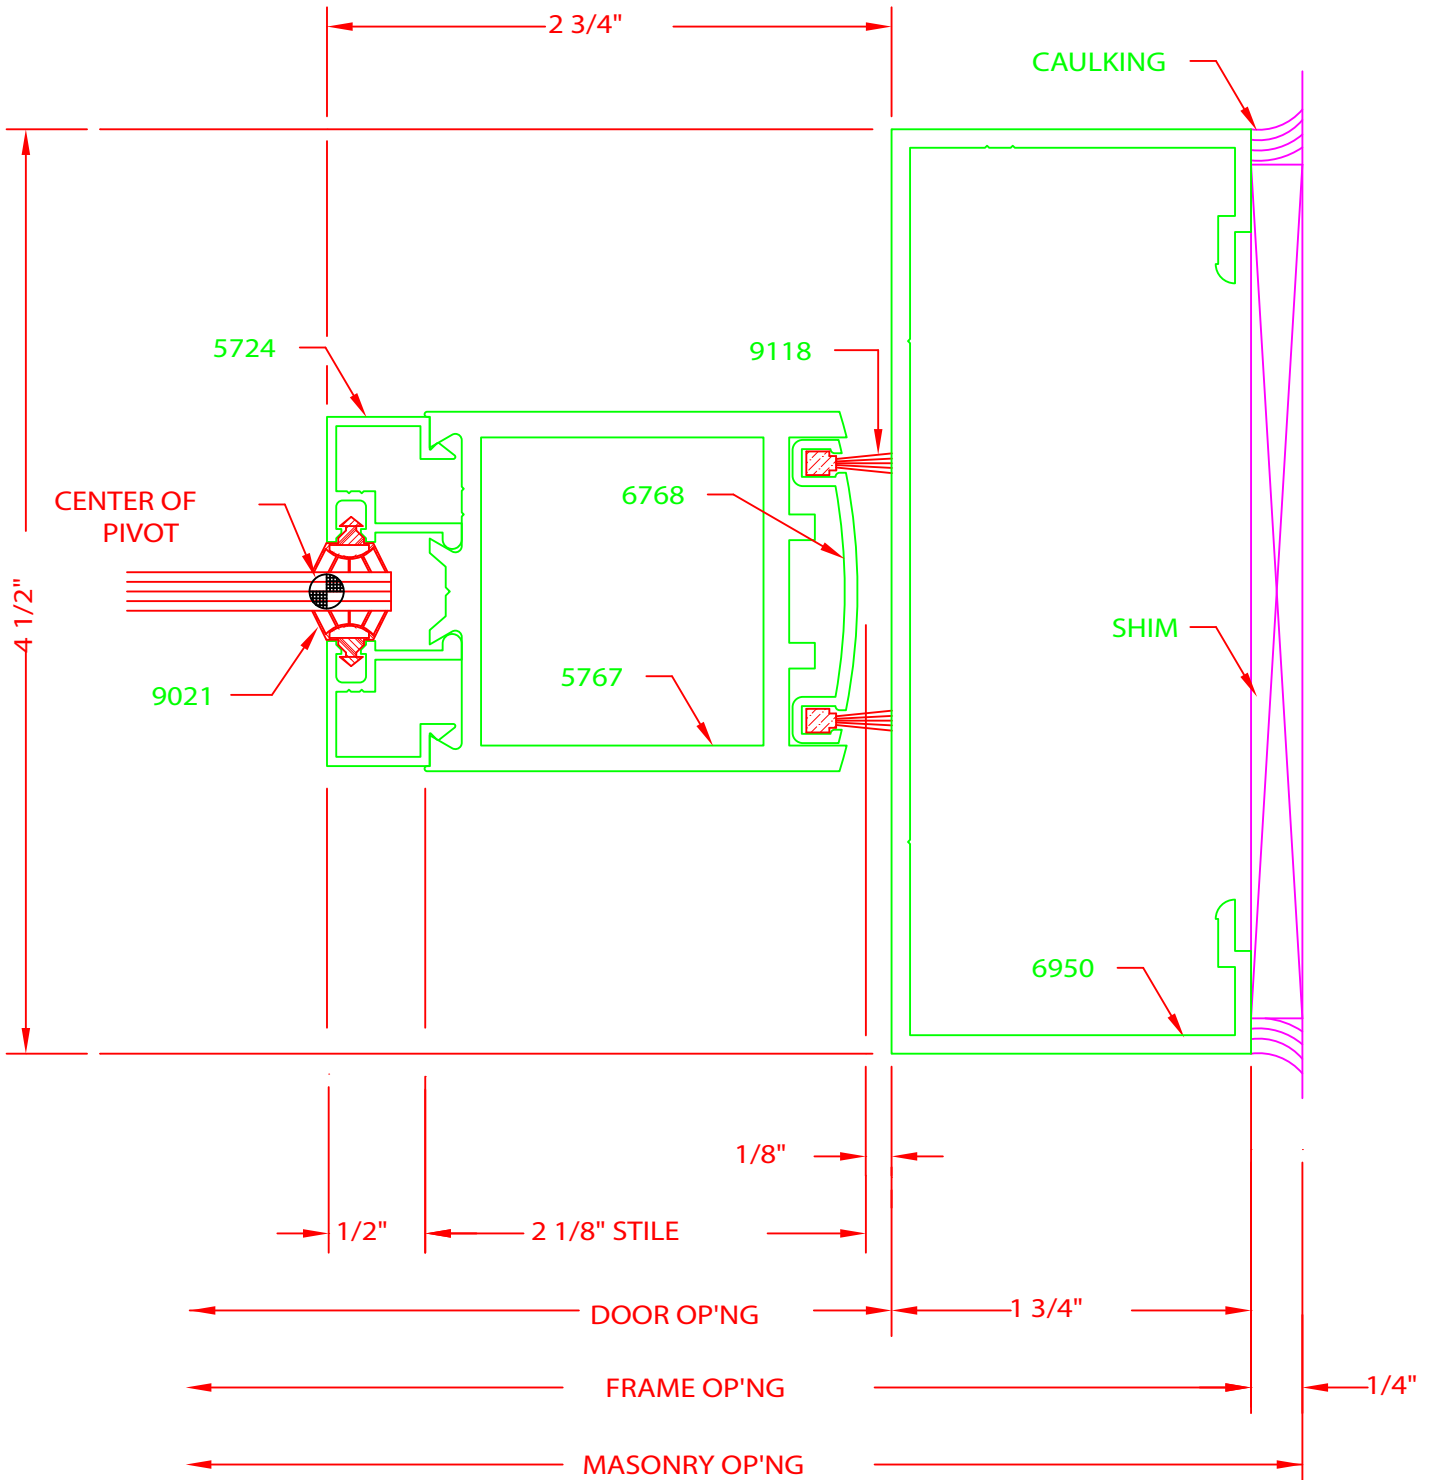 2 3/4"
CAULKING
5724
9118
CENTER OF
PIVOT
6768
4 1/2"
SHIM
5767
9021
6950
1/8"
1/2"
2 1/8" STILE
DOOR OP'NG
1 3/4"
FRAME OP'NG
1/4"
MASONRY OP'NG